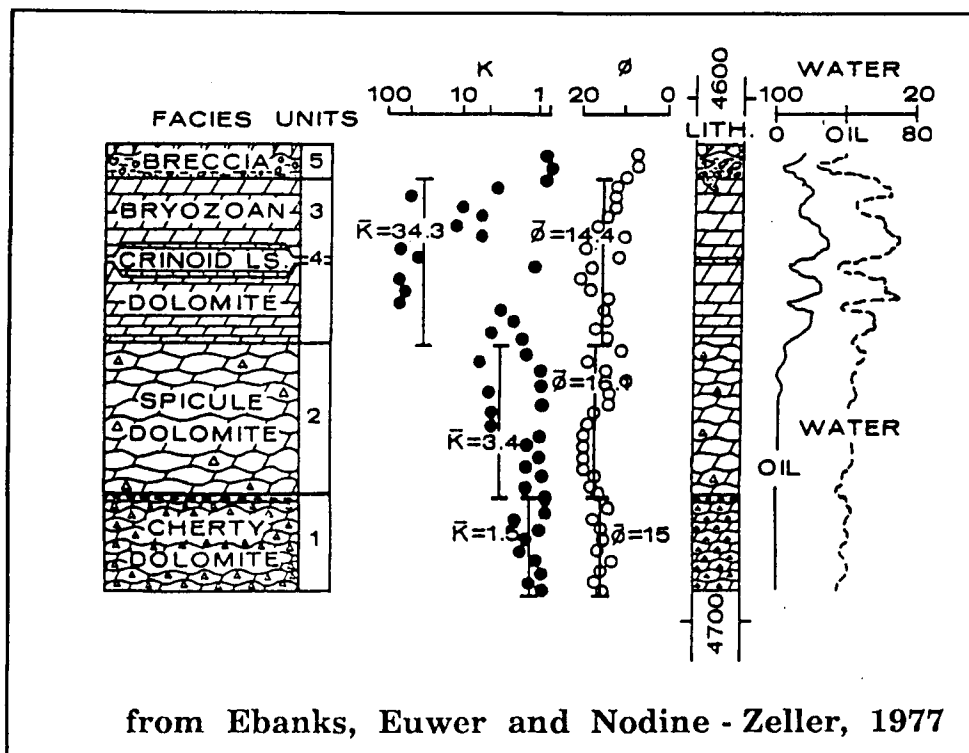 K ø 4600 WATER
100 10 1 20 0 100 20
FACIES UNITS LITH. 0 OIL 80
BRECCIA 5
BRYOZOAN 3
K̄=34.3 ø̄=14.4
CRINOID LS. 4
DOLOMITE
SPICULE 2
DOLOMITE
K̄=3.4
WATER
OIL
CHERTY 1
DOLOMITE
K̄=1.5 ø̄=15
4700
from Ebanks, Euwer and Nodine - Zeller, 1977